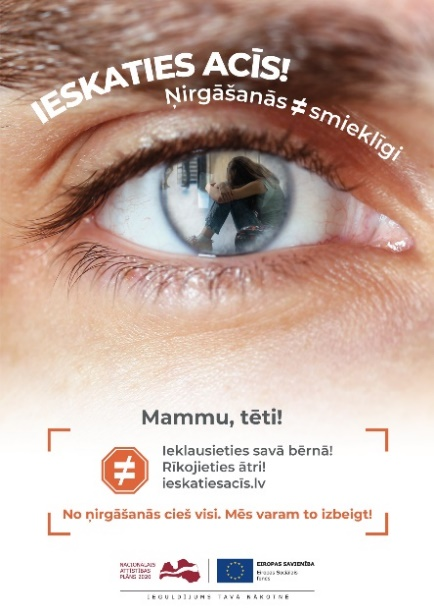 IESKATIES ACĪS!
Ņirgāšanās ≠ smieklīgi
Mammu, tēti!
≠
Ieklausieties savā bērnā!
Rīkojieties ātri!
ieskatiesacīs.lv
No ņirgāšanās cieš visi. Mēs varam to izbeigt!
NACIONĀLAIS
ATTĪSTĪBAS
PLĀNS 2020
EIROPAS SAVIENĪBA
Eiropas Sociālais
fonds
IEGULDĪJUMS TAVĀ NĀKOTNĒ